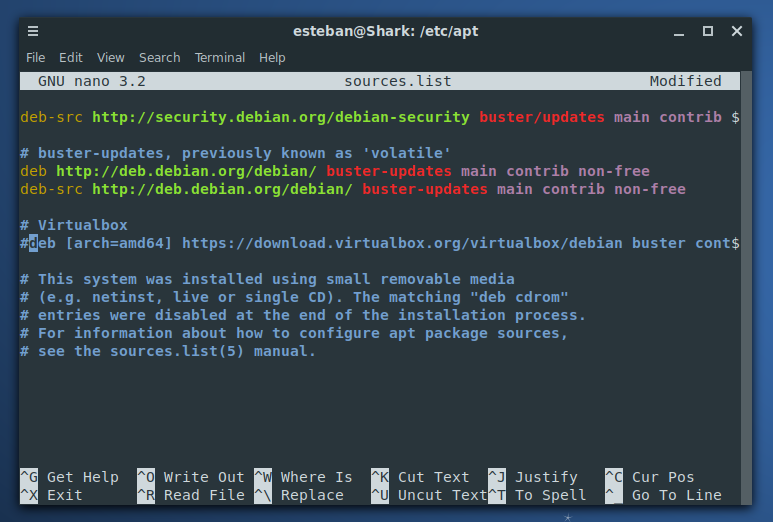 esteban@Shark: /etc/apt
File Edit View Search Terminal Help
GNU nano 3.2 sources.list Modified
deb-src http://security.debian.org/debian-security buster/updates main contrib $
# buster-updates, previously known as 'volatile'
deb http://deb.debian.org/debian/ buster-updates main contrib non-free
deb-src http://deb.debian.org/debian/ buster-updates main contrib non-free
# Virtualbox
#deb [arch=amd64] https://download.virtualbox.org/virtualbox/debian buster cont$
# This system was installed using small removable media
# (e.g. netinst, live or single CD). The matching "deb cdrom"
# entries were disabled at the end of the installation process.
# For information about how to configure apt package sources,
# see the sources.list(5) manual.
^G Get Help ^O Write Out ^W Where Is ^K Cut Text ^J Justify ^C Cur Pos
^X Exit ^R Read File ^\ Replace ^U Uncut Text ^T To Spell ^_ Go To Line